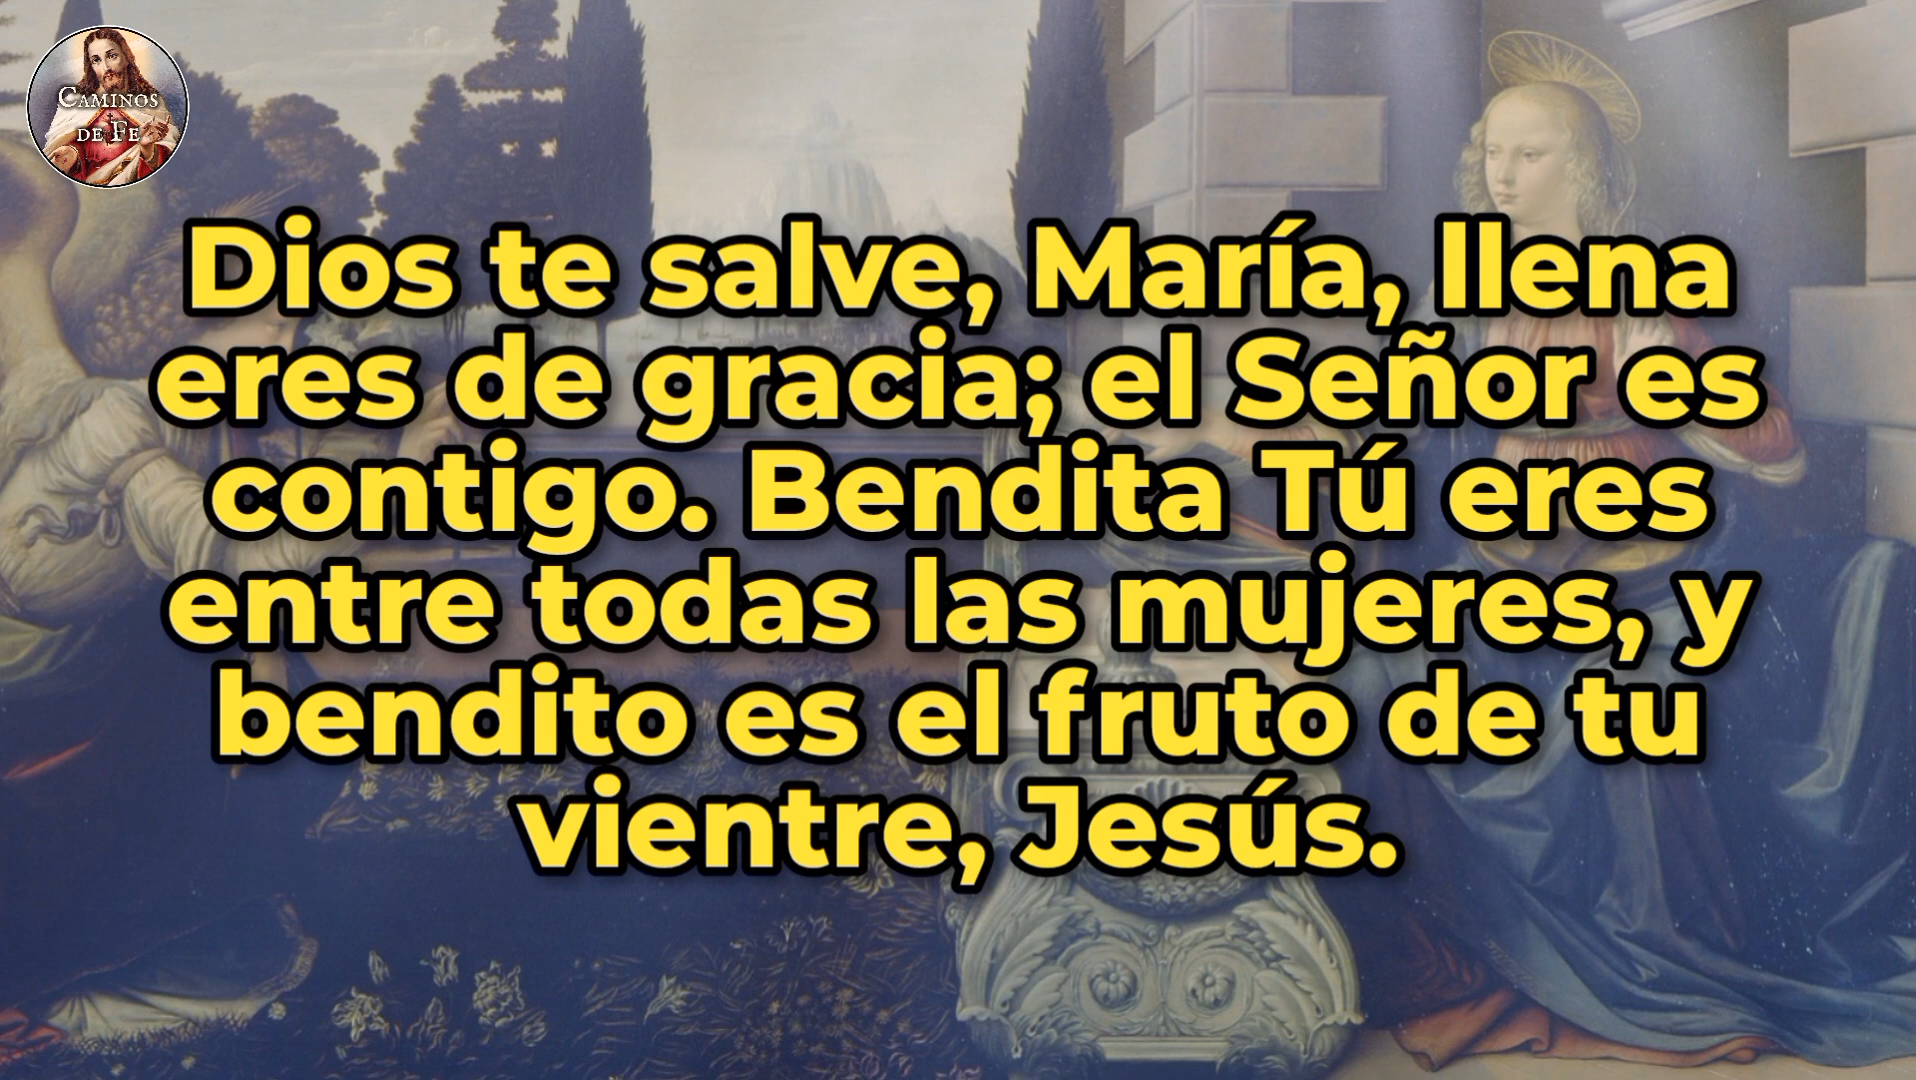 CAMINOS
DE FE
Dios te salve, María, llena
eres de gracia; el Señor es
contigo. Bendita Tú eres
entre todas las mujeres, y
bendito es el fruto de tu
vientre, Jesús.